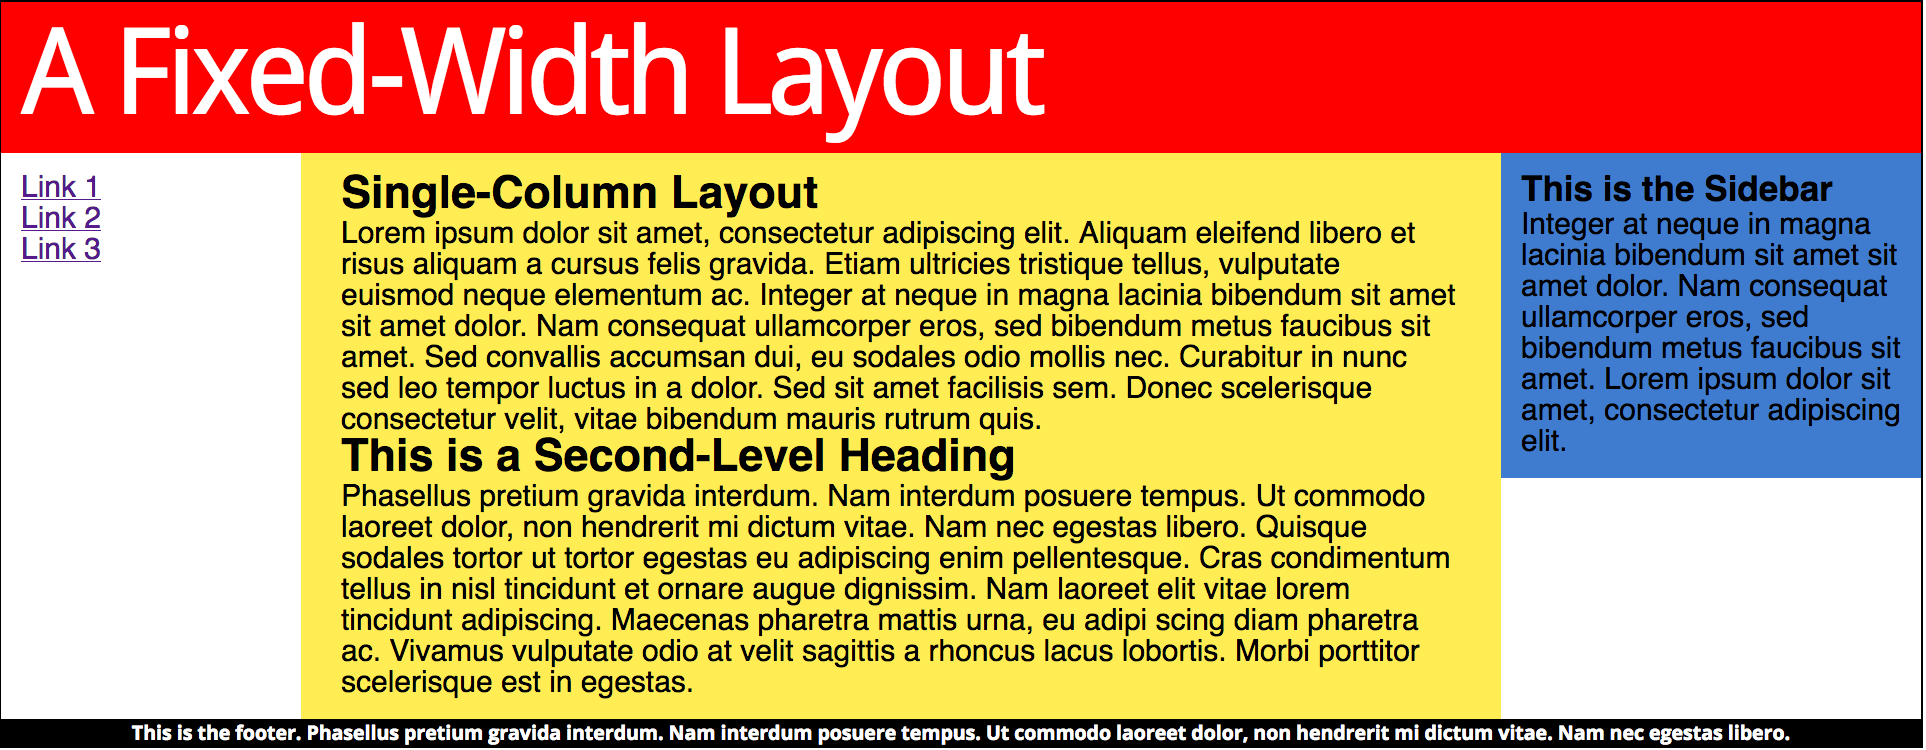 A Fixed-Width Layout
Link 1
Link 2
Link 3
Single-Column Layout
Lorem ipsum dolor sit amet, consectetur adipiscing elit. Aliquam eleifend libero et
risus aliquam a cursus felis gravida. Etiam ultricies tristique tellus, vulputate
euismod neque elementum ac. Integer at neque in magna lacinia bibendum sit amet
sit amet dolor. Nam consequat ullamcorper eros, sed bibendum metus faucibus sit
amet. Sed convallis accumsan dui, eu sodales odio mollis nec. Curabitur in nunc
sed leo tempor luctus in a dolor. Sed sit amet facilisis sem. Donec scelerisque
consectetur velit, vitae bibendum mauris rutrum quis.
This is a Second-Level Heading
Phasellus pretium gravida interdum. Nam interdum posuere tempus. Ut commodo
laoreet dolor, non hendrerit mi dictum vitae. Nam nec egestas libero. Quisque
sodales tortor ut tortor egestas eu adipiscing enim pellentesque. Cras condimentum
tellus in nisl tincidunt et ornare augue dignissim. Nam laoreet elit vitae lorem
tincidunt adipiscing. Maecenas pharetra mattis urna, eu adipi scing diam pharetra
ac. Vivamus vulputate odio at velit sagittis a rhoncus lacus lobortis. Morbi porttitor
scelerisque est in egestas.
This is the Sidebar
Integer at neque in magna
lacinia bibendum sit amet sit
amet dolor. Nam consequat
ullamcorper eros, sed
bibendum metus faucibus sit
amet. Lorem ipsum dolor sit
amet, consectetur adipiscing
elit.
This is the footer. Phasellus pretium gravida interdum. Nam interdum posuere tempus. Ut commodo laoreet dolor, non hendrerit mi dictum vitae. Nam nec egestas libero.